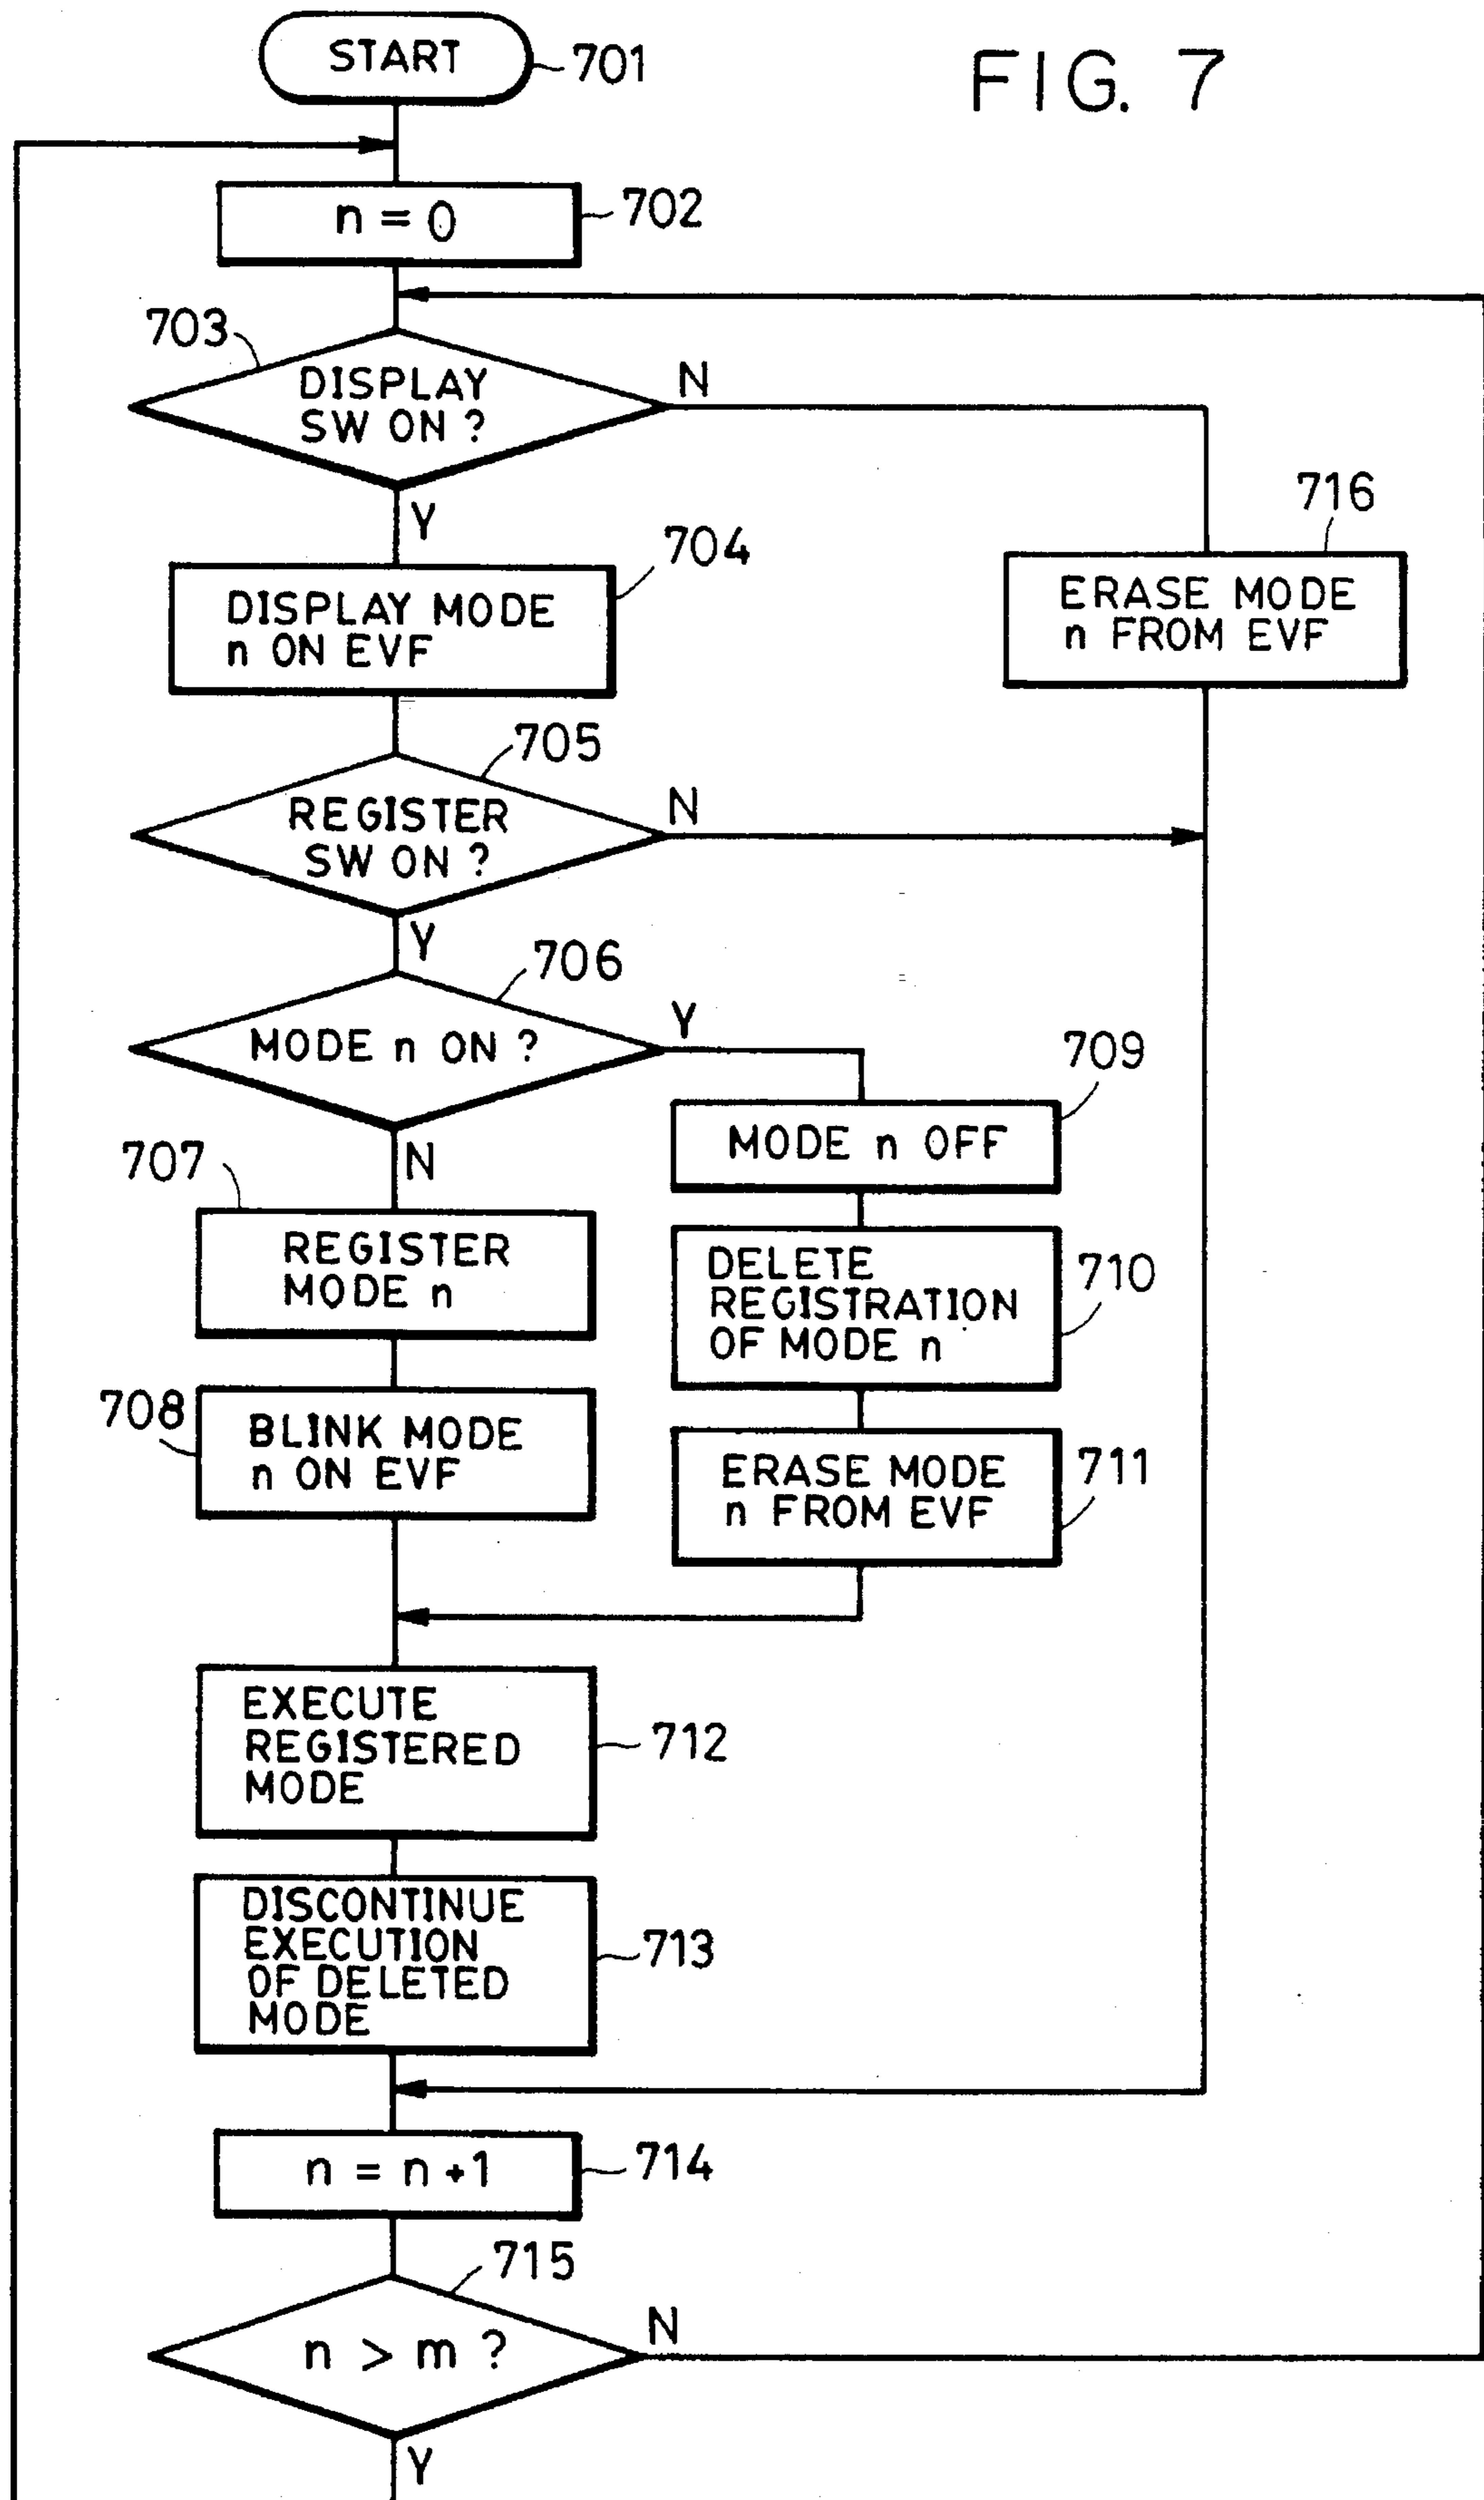 START
701
FIG. 7
n = 0
702
703
DISPLAY
SW ON ?
N
Y
704
716
DISPLAY MODE
n ON EVF
ERASE MODE
n FROM EVF
705
REGISTER
SW ON ?
N
Y
706
MODE n ON ?
Y
709
MODE n OFF
N
707
REGISTER
MODE n
DELETE
REGISTRATION
OF MODE n
710
708
BLINK MODE
n ON EVF
ERASE MODE
n FROM EVF
711
EXECUTE
REGISTERED
MODE
712
DISCONTINUE
EXECUTION
OF DELETED
MODE
713
n = n +1
714
715
n > m ?
N
Y